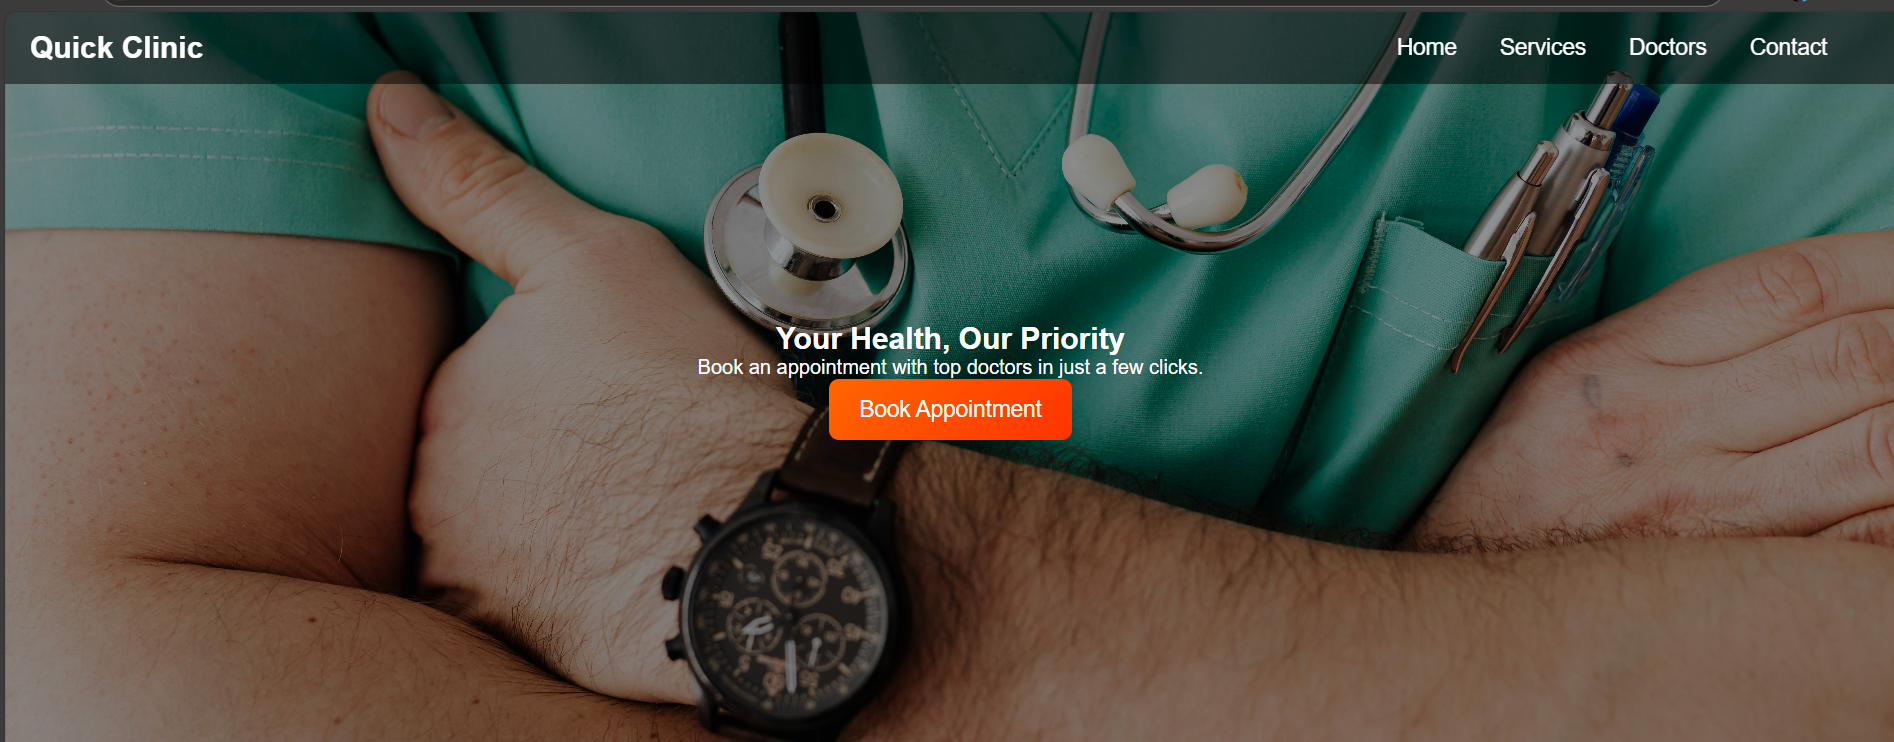 Quick Clinic
Home Services Doctors Contact
Your Health, Our Priority
Book an appointment with top doctors in just a few clicks.
Book Appointment